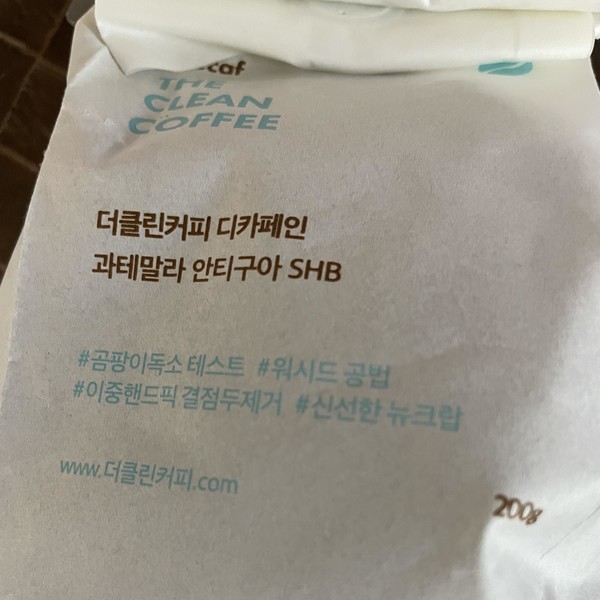 THE
CLEAN
COFFEE
더클린커피 디카페인
과테말라 안티구아 SHB
#곰팡이독소 테스트 #워시드 공법
#이중핸드픽 결점두제거 #신선한 뉴크랍
www.더클린커피.com
200g